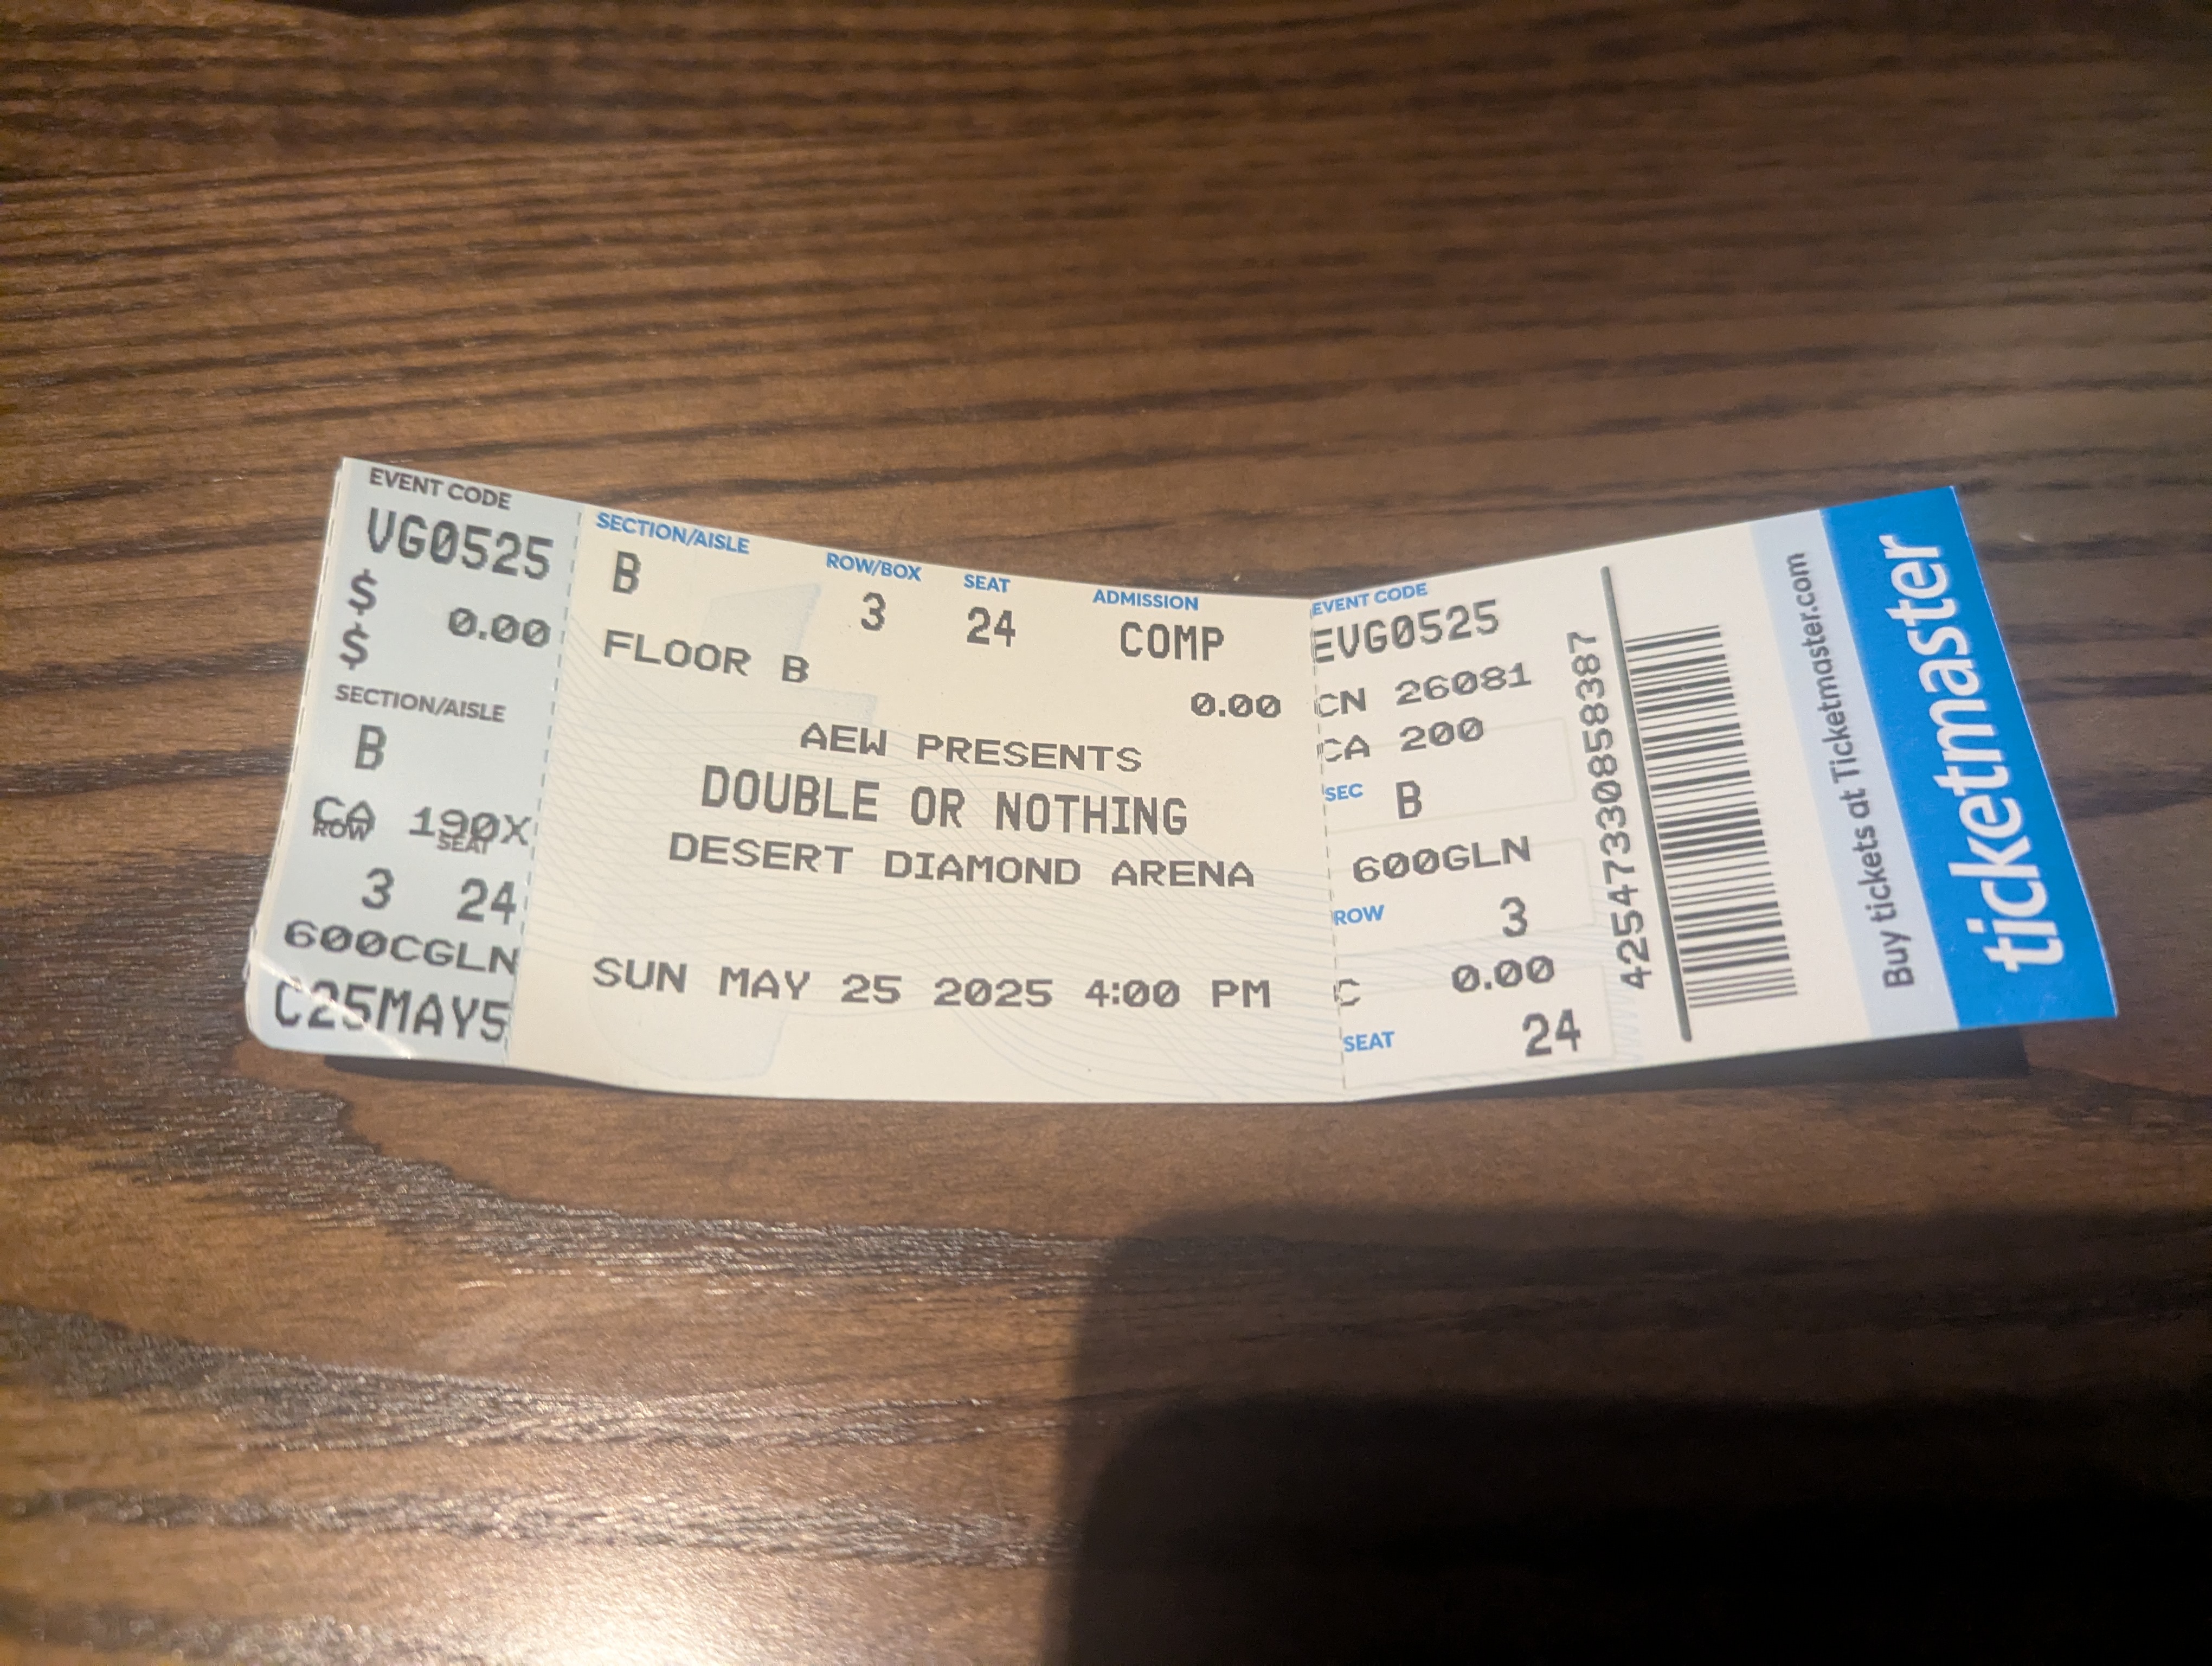 EVENT CODE
VG0525
$ 0.00
$
SECTION/AISLE
B
CA 190X
ROW SEAT
3 24
600CGLN
C25MAY5
SECTION/AISLE ROW/BOX SEAT ADMISSION
B 3 24 COMP
FLOOR B
0.00
AEW PRESENTS
DOUBLE OR NOTHING
DESERT DIAMOND ARENA
SUN MAY 25 2025 4:00 PM
EVENT CODE
EVG0525
CN 26081
CA 200
SEC B
600GLN
ROW 3
C 0.00
SEAT 24
425473308858387
Buy tickets at Ticketmaster.com
ticketmaster